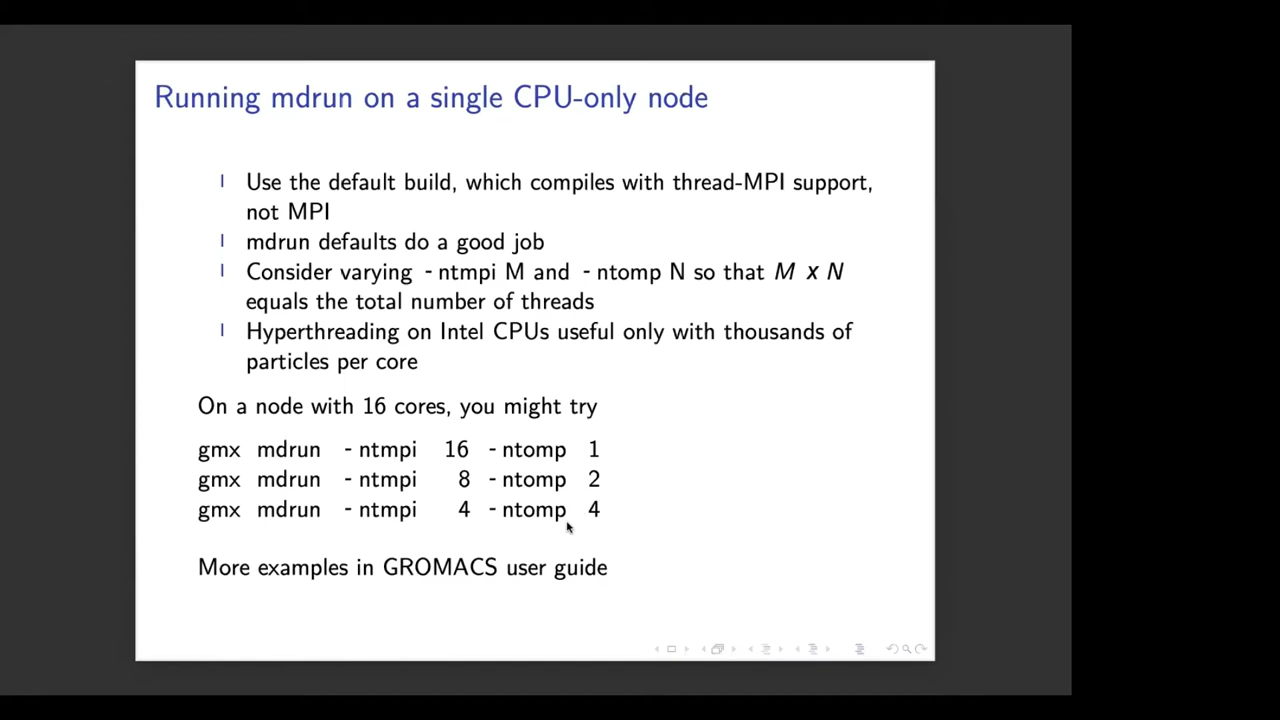 Running mdrun on a single CPU-only node
Use the default build, which compiles with thread-MPI support,
not MPI
mdrun defaults do a good job
Consider varying -ntmpi M and -ntomp N so that M x N
equals the total number of threads
Hyperthreading on Intel CPUs useful only with thousands of
particles per core
On a node with 16 cores, you might try
gmx mdrun -ntmpi 16 -ntomp 1
gmx mdrun -ntmpi 8 -ntomp 2
gmx mdrun -ntmpi 4 -ntomp 4
More examples in GROMACS user guide